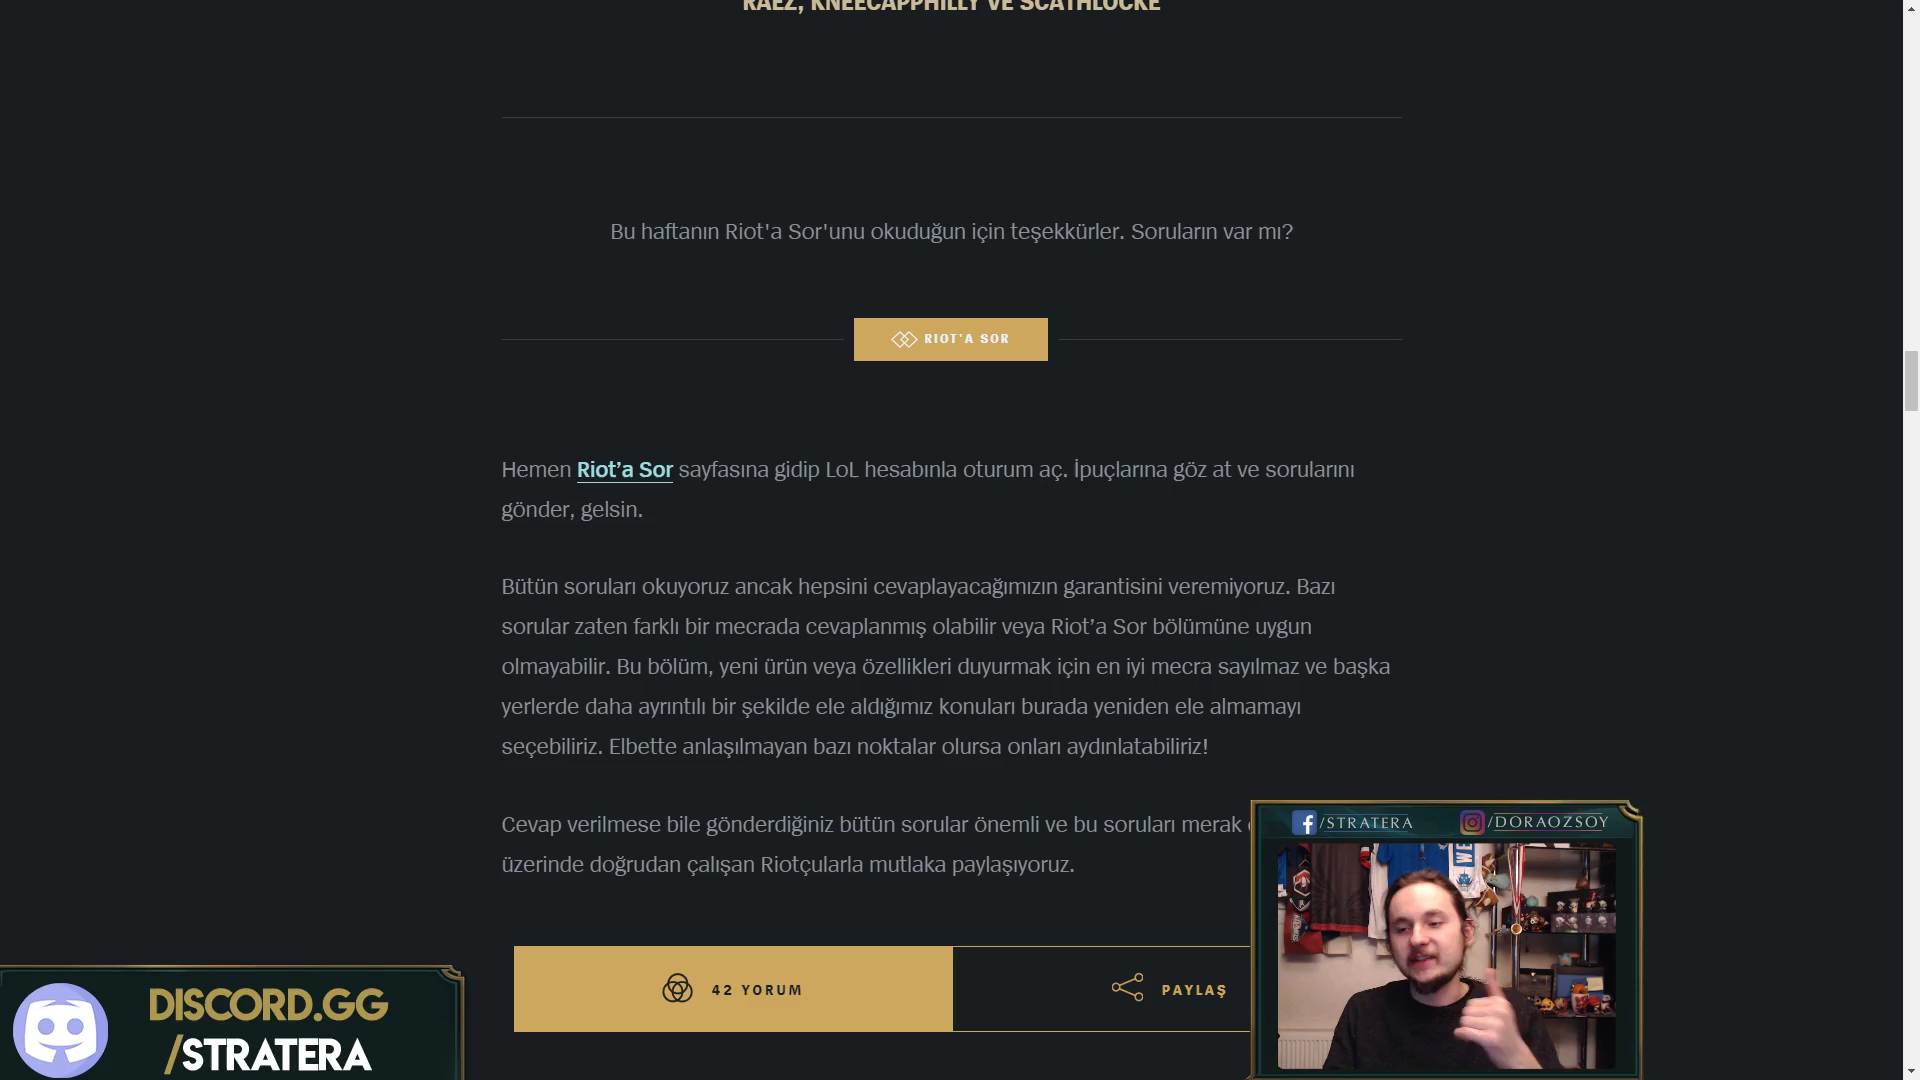 RAEZ, KNEECAPPHILLY VE SCATHLOCKE
Bu haftanın Riot'a Sor'unu okuduğun için teşekkürler. Soruların var mı?
RIOT'A SOR
Hemen Riot’a Sor sayfasına gidip LoL hesabınla oturum aç. İpuçlarına göz at ve sorularını
gönder, gelsin.
Bütün soruları okuyoruz ancak hepsini cevaplayacağımızın garantisini veremiyoruz. Bazı
sorular zaten farklı bir mecrada cevaplanmış olabilir veya Riot’a Sor bölümüne uygun
olmayabilir. Bu bölüm, yeni ürün veya özellikleri duyurmak için en iyi mecra sayılmaz ve başka
yerlerde daha ayrıntılı bir şekilde ele aldığımız konuları burada yeniden ele almamayı
seçebiliriz. Elbette anlaşılmayan bazı noktalar olursa onları aydınlatabiliriz!
Cevap verilmese bile gönderdiğiniz bütün sorular önemli ve bu soruları merak
üzerinde doğrudan çalışan Riotçularla mutlaka paylaşıyoruz.
42 YORUM
PAYLAŞ
/STRATERA
/DORAOZSOY
DISCORD.GG
/STRATERA